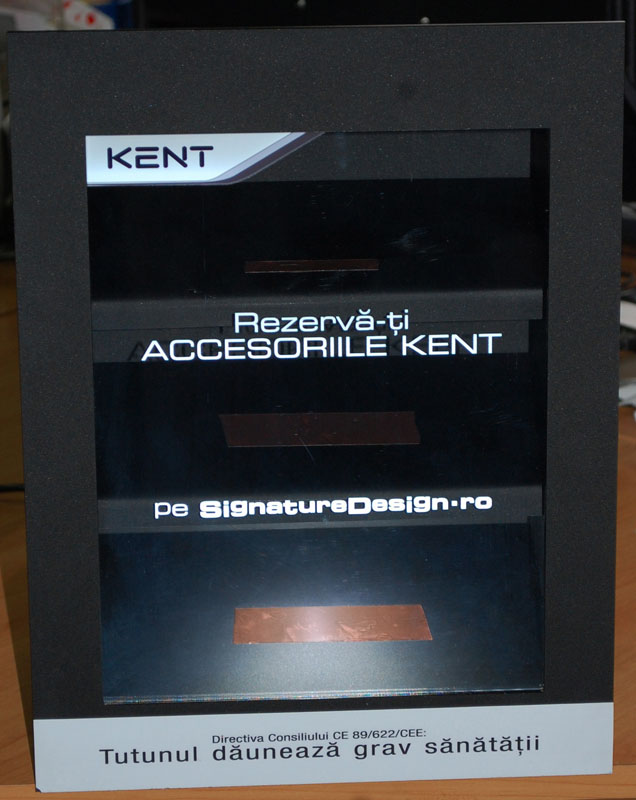 KENT
Rezervă-ți
ACCESORIILE KENT
pe SignatureDesign.ro
Directiva Consiliului CE 89/622/CEE:
Tutunul dăunează grav sănătății